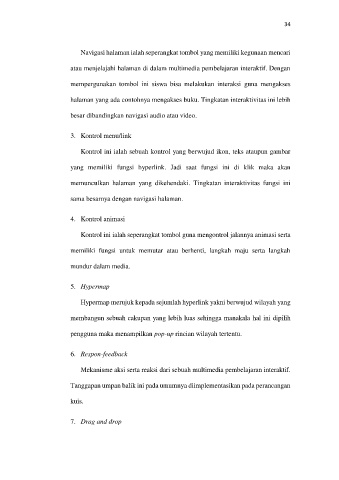 34
Navigasi halaman ialah seperangkat tombol yang memiliki kegunaan mencari
atau menjelajahi halaman di dalam multimedia pembelajaran interaktif. Dengan
mempergunakan tombol ini siswa bisa melakukan interaksi guna mengakses
halaman yang ada contohnya mengakses buku. Tingkatan interaktivitas ini lebih
besar dibandingkan navigasi audio atau video.
3. Kontrol menu/link
Kontrol ini ialah sebuah kontrol yang berwujud ikon, teks ataupun gambar
yang memiliki fungsi hyperlink. Jadi saat fungsi ini di klik maka akan
memunculkan halaman yang dikehendaki. Tingkatan interaktivitas fungsi ini
sama besarnya dengan navigasi halaman.
4. Kontrol animasi
Kontrol ini ialah seperangkat tombol guna mengontrol jalannya animasi serta
memiliki fungsi untuk memutar atau berhenti, langkah maju serta langkah
mundur dalam media.
5. Hypermap
Hypermap merujuk kepada sejumlah hyperlink yakni berwujud wilayah yang
membangun sebuah cakupan yang lebih luas sehingga manakala hal ini dipilih
pengguna maka menampilkan pop-up rincian wilayah tertentu.
6. Respon-feedback
Mekanisme aksi serta reaksi dari sebuah multimedia pembelajaran interaktif.
Tanggapan umpan balik ini pada umumnya diimplementasikan pada perancangan
kuis.
7. Drag and drop